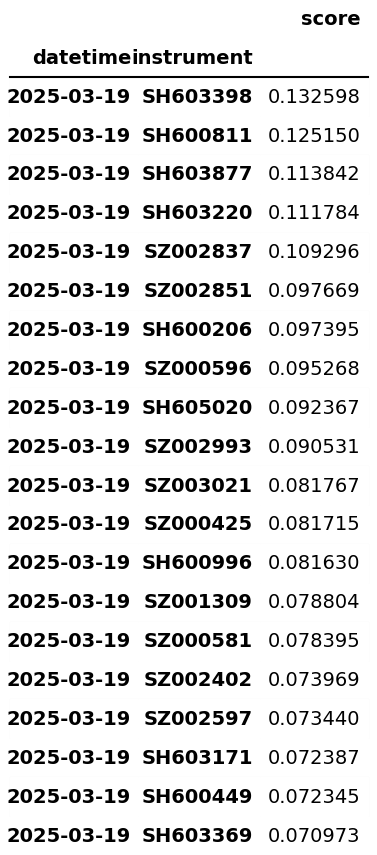 score
datetime instrument
2025-03-19 SH603398 0.132598
2025-03-19 SH600811 0.125150
2025-03-19 SH603877 0.113842
2025-03-19 SH603220 0.111784
2025-03-19 SZ002837 0.109296
2025-03-19 SZ002851 0.097669
2025-03-19 SH600206 0.097395
2025-03-19 SZ000596 0.095268
2025-03-19 SH605020 0.092367
2025-03-19 SZ002993 0.090531
2025-03-19 SZ003021 0.081767
2025-03-19 SZ000425 0.081715
2025-03-19 SH600996 0.081630
2025-03-19 SZ001309 0.078804
2025-03-19 SZ000581 0.078395
2025-03-19 SZ002402 0.073969
2025-03-19 SZ002597 0.073440
2025-03-19 SH603171 0.072387
2025-03-19 SH600449 0.072345
2025-03-19 SH603369 0.070973